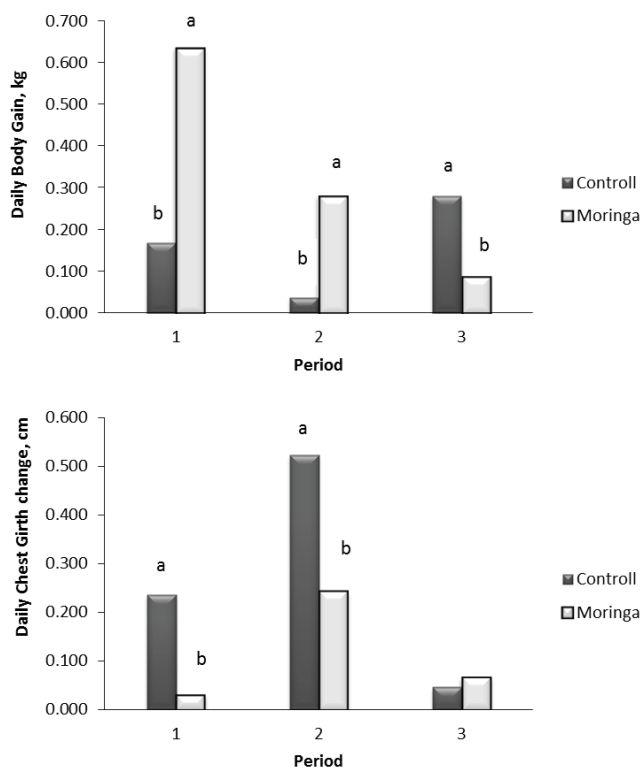 0.700
0.600
0.500
0.400
0.300
0.200
0.100
0.000
Daily Body Gain, kg
b
a
b
a
a
b
1
2
3
Period
Controll
Moringa
0.600
0.500
0.400
0.300
0.200
0.100
0.000
Daily Chest Girth change, cm
a
b
a
b
1
2
3
Period
Controll
Moringa